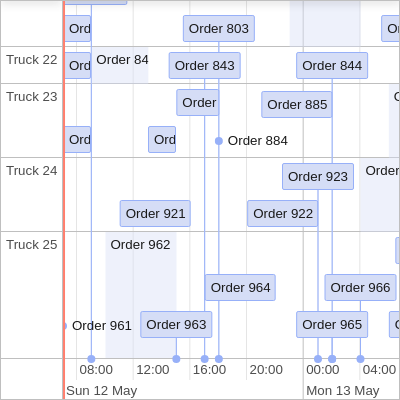 Ord
Order 803
Or
Truck 22
Ord
Order 84
Order 843
Order 844
Truck 23
Order
Order 885
Ord
Ord
Order 884
Truck 24
Order 923
Order
Order 921
Order 922
Truck 25
Order 962
Order 964
Order 966
Order 961
Order 963
Order 965
08:00
12:00
16:00
20:00
00:00
04:00
Sun 12 May
Mon 13 May